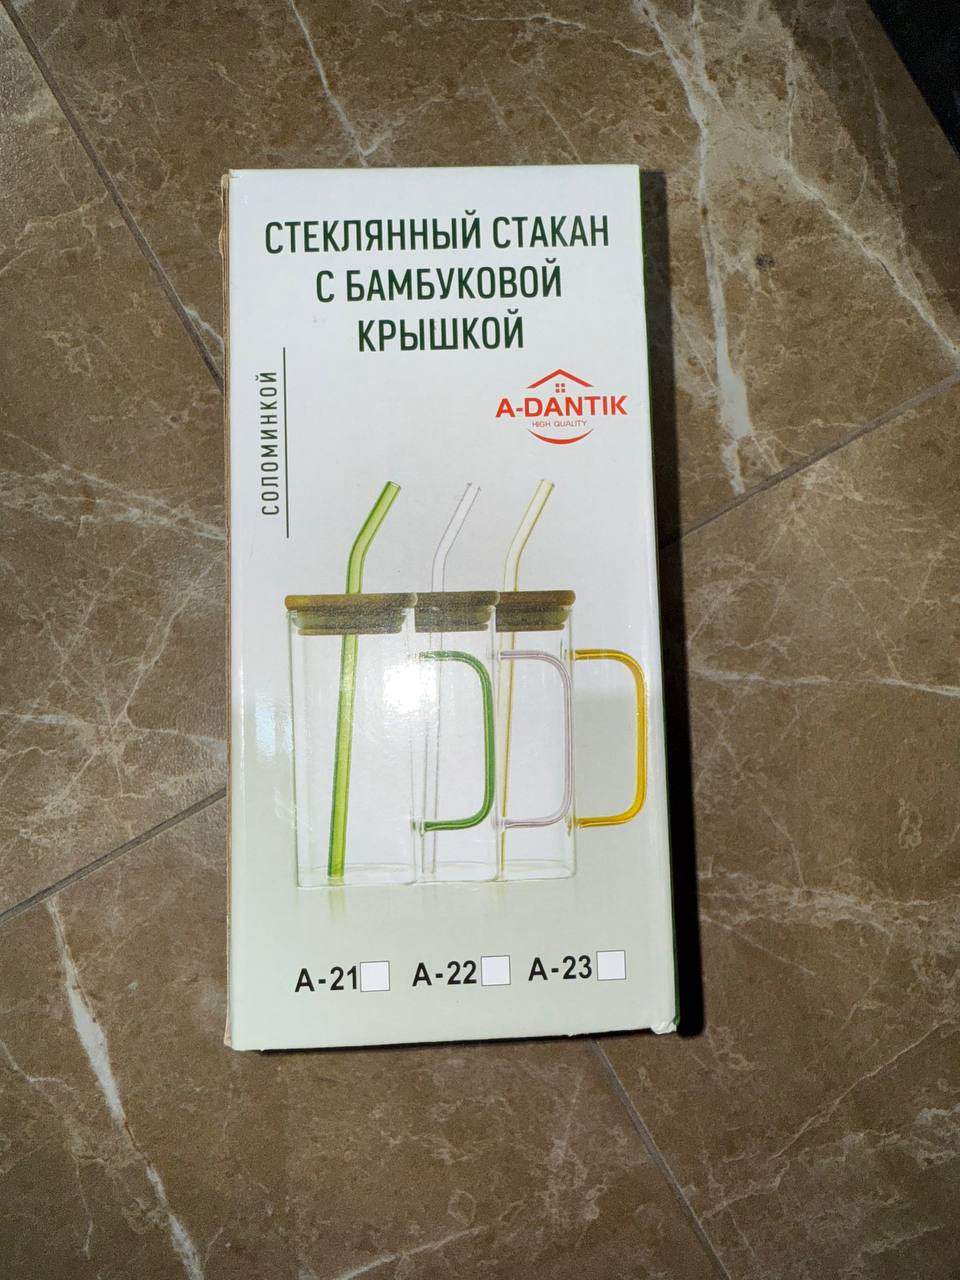 СТЕКЛЯННЫЙ СТАКАН
С БАМБУКОВОЙ
КРЫШКОЙ
СОЛОМИНКОЙ
A-DANTIK
HIGH QUALITY
A-21
A-22
A-23